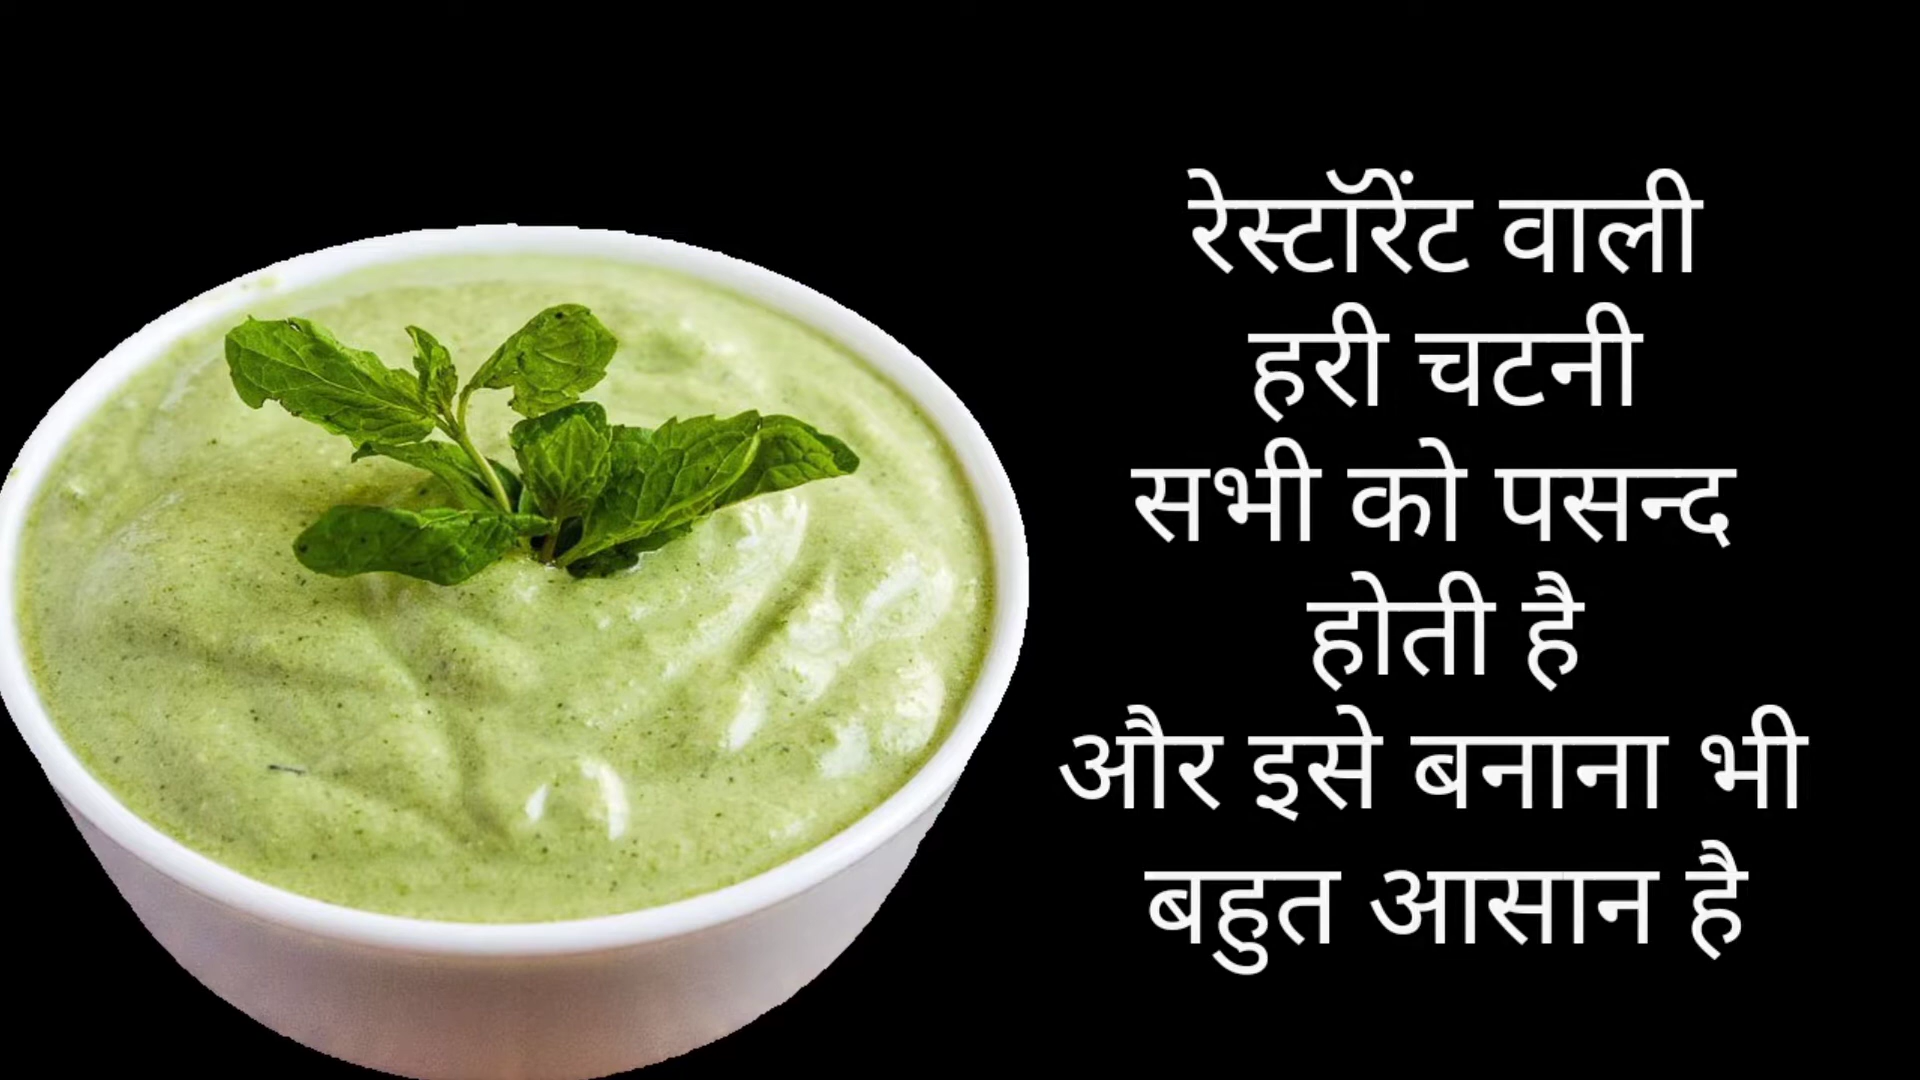 रेस्टॉरेंट वाली
हरी चटनी
सभी को पसन्द
होती है
और इसे बनाना भी
बहुत आसान है